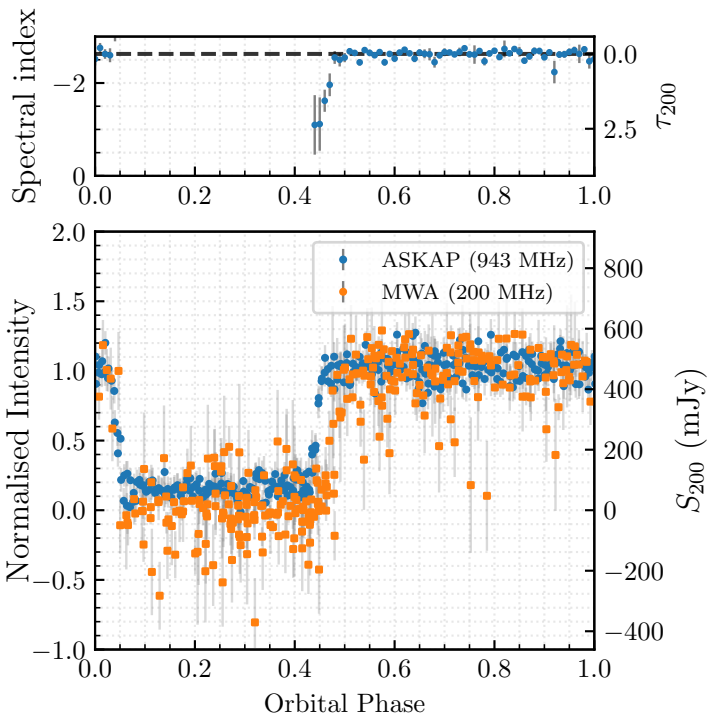 Spectral index
−2
0
0.0
2.5
τ200
0.0 0.2 0.4 0.6 0.8 1.0
Normalised Intensity
2.0
1.5
1.0
0.5
0.0
−0.5
−1.0
ASKAP (943 MHz)
MWA (200 MHz)
800
600
400
200
0
−200
−400
S200 (mJy)
0.0 0.2 0.4 0.6 0.8 1.0
Orbital Phase